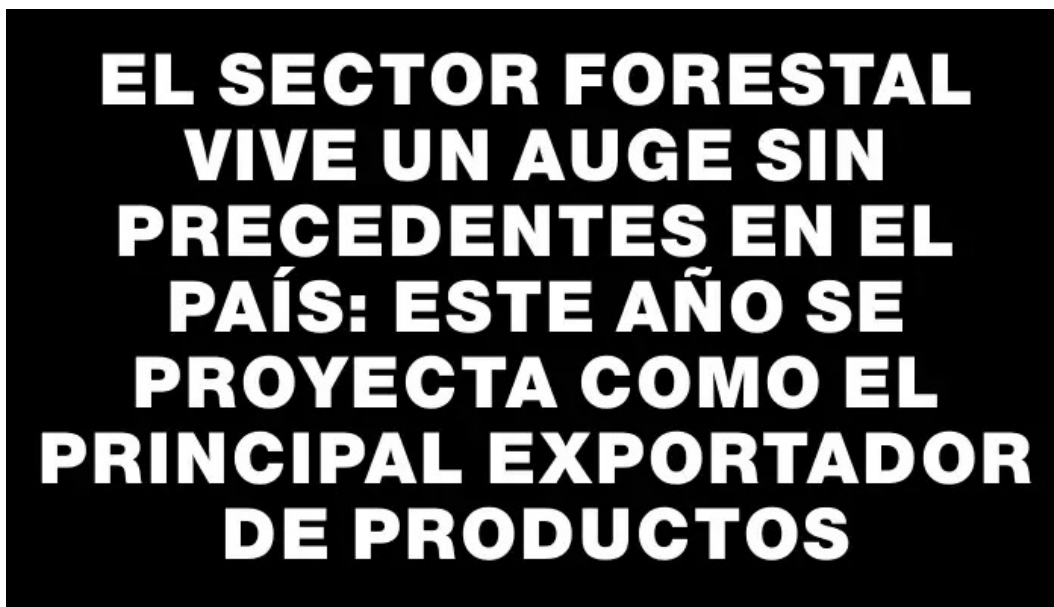 EL SECTOR FORESTAL
VIVE UN AUGE SIN
PRECEDENTES EN EL
PAÍS: ESTE AÑO SE
PROYECTA COMO EL
PRINCIPAL EXPORTADOR
DE PRODUCTOS